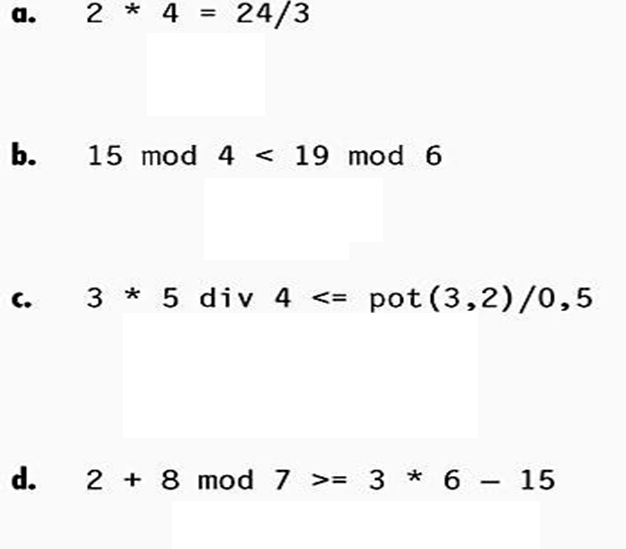 a. 2 * 4 = 24/3
b. 15 mod 4 < 19 mod 6
c. 3 * 5 div 4 <= pot(3,2)/0,5
d. 2 + 8 mod 7 >= 3 * 6 – 15